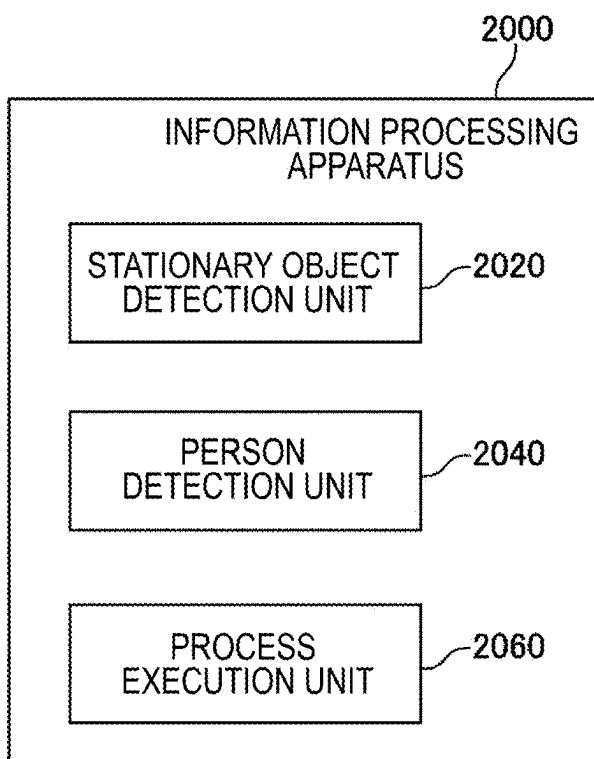 2000
INFORMATION PROCESSING
APPARATUS
STATIONARY OBJECT
DETECTION UNIT
2020
PERSON
DETECTION UNIT
2040
PROCESS
EXECUTION UNIT
2060